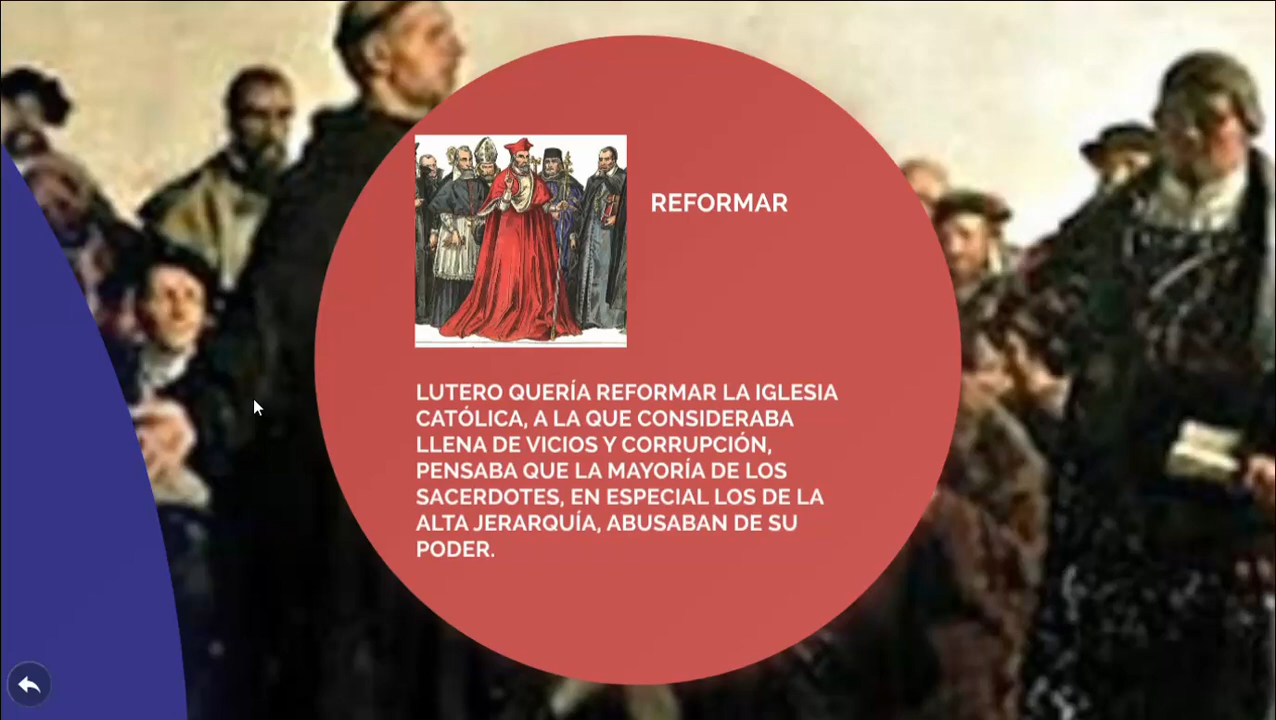 REFORMAR
LUTERO QUERÍA REFORMAR LA IGLESIA
CATÓLICA, A LA QUE CONSIDERABA
LLENA DE VICIOS Y CORRUPCIÓN,
PENSABA QUE LA MAYORÍA DE LOS
SACERDOTES, EN ESPECIAL LOS DE LA
ALTA JERARQUÍA, ABUSABAN DE SU
PODER.